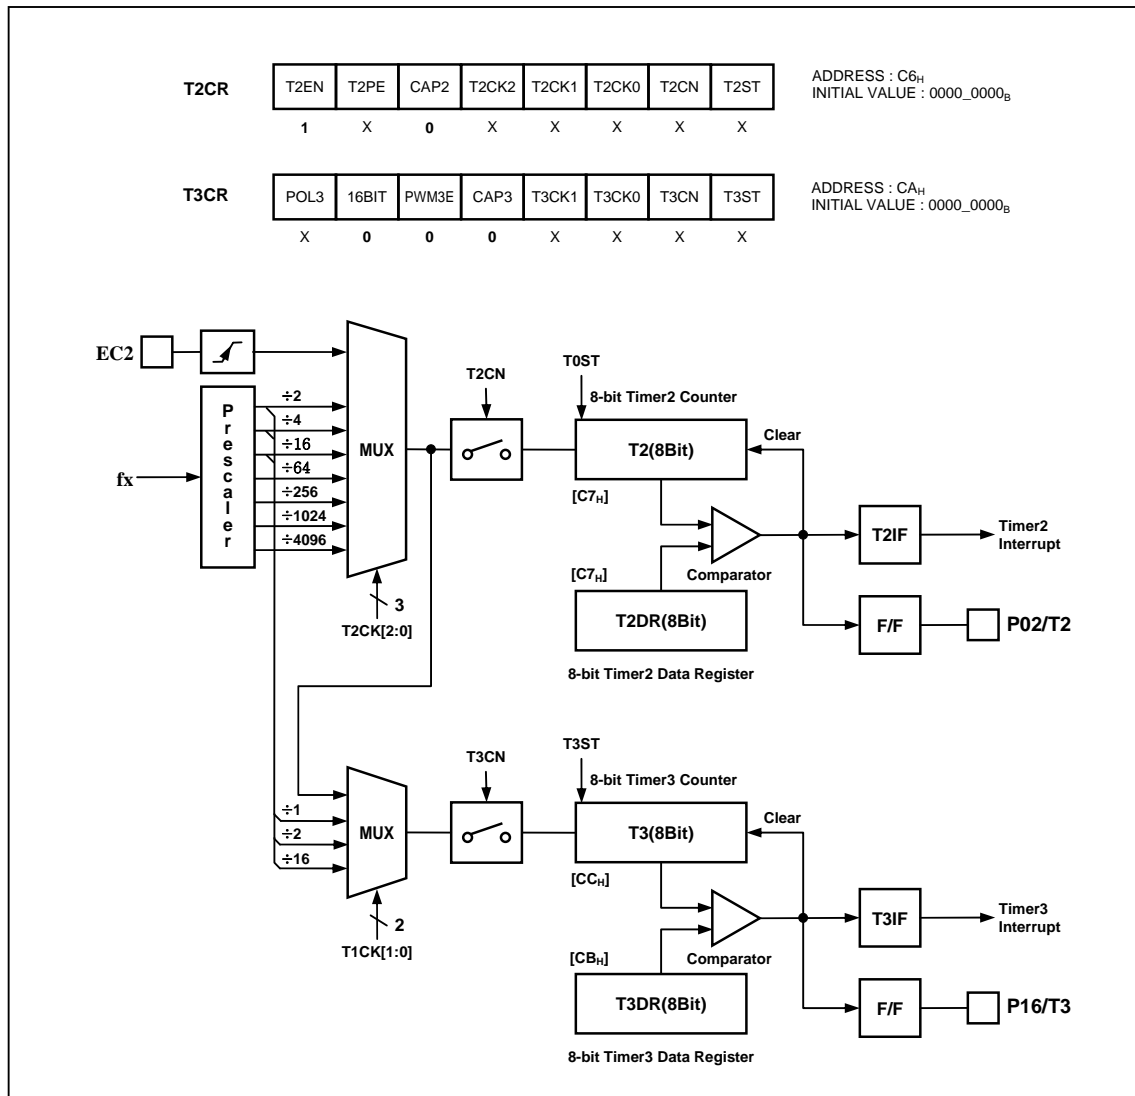 T2CR T2EN T2PE CAP2 T2CK2 T2CK1 T2CK0 T2CN T2ST
ADDRESS : C6H
INITIAL VALUE : 0000_0000B
1 X 0 X X X X X
T3CR POL3 16BIT PWM3E CAP3 T3CK1 T3CK0 T3CN T3ST
ADDRESS : CAH
INITIAL VALUE : 0000_0000B
X 0 0 0 X X X X
EC2
fx
Prescaler
÷2
÷4
÷16
÷64
÷256
÷1024
÷4096
MUX
3
T2CK[2:0]
T2CN
T0ST
8-bit Timer2 Counter
T2(8Bit)
Clear
[C7H]
Comparator
[C7H]
T2DR(8Bit)
8-bit Timer2 Data Register
T2IF
Timer2
Interrupt
F/F
P02/T2
÷1
÷2
÷16
MUX
2
T1CK[1:0]
T3CN
T3ST
8-bit Timer3 Counter
T3(8Bit)
Clear
[CCH]
Comparator
[CBH]
T3DR(8Bit)
8-bit Timer3 Data Register
T3IF
Timer3
Interrupt
F/F
P16/T3